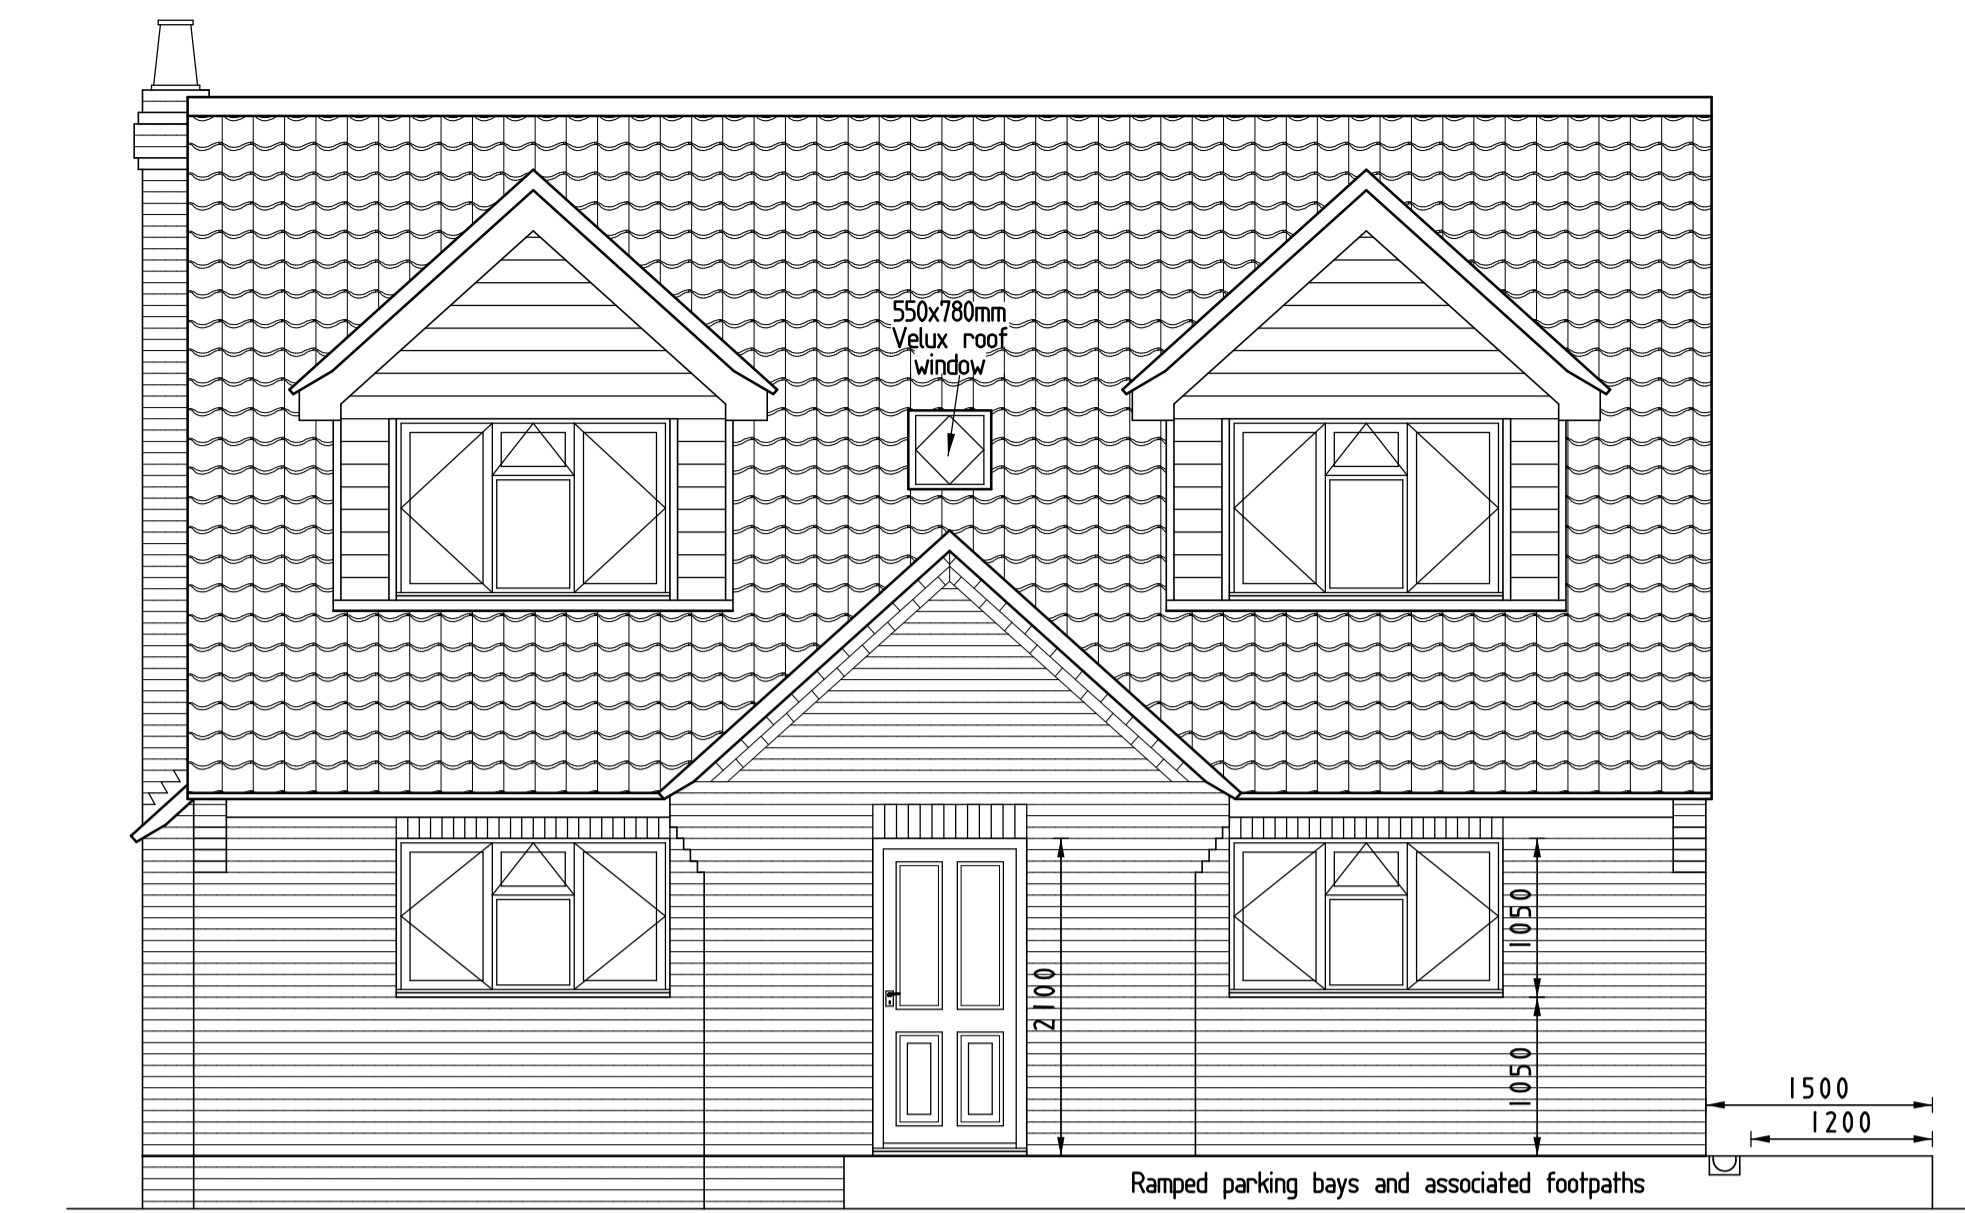 550x780mm
Velux roof
window
1050
2100
1050
1500
1200
Ramped parking bays and associated footpaths